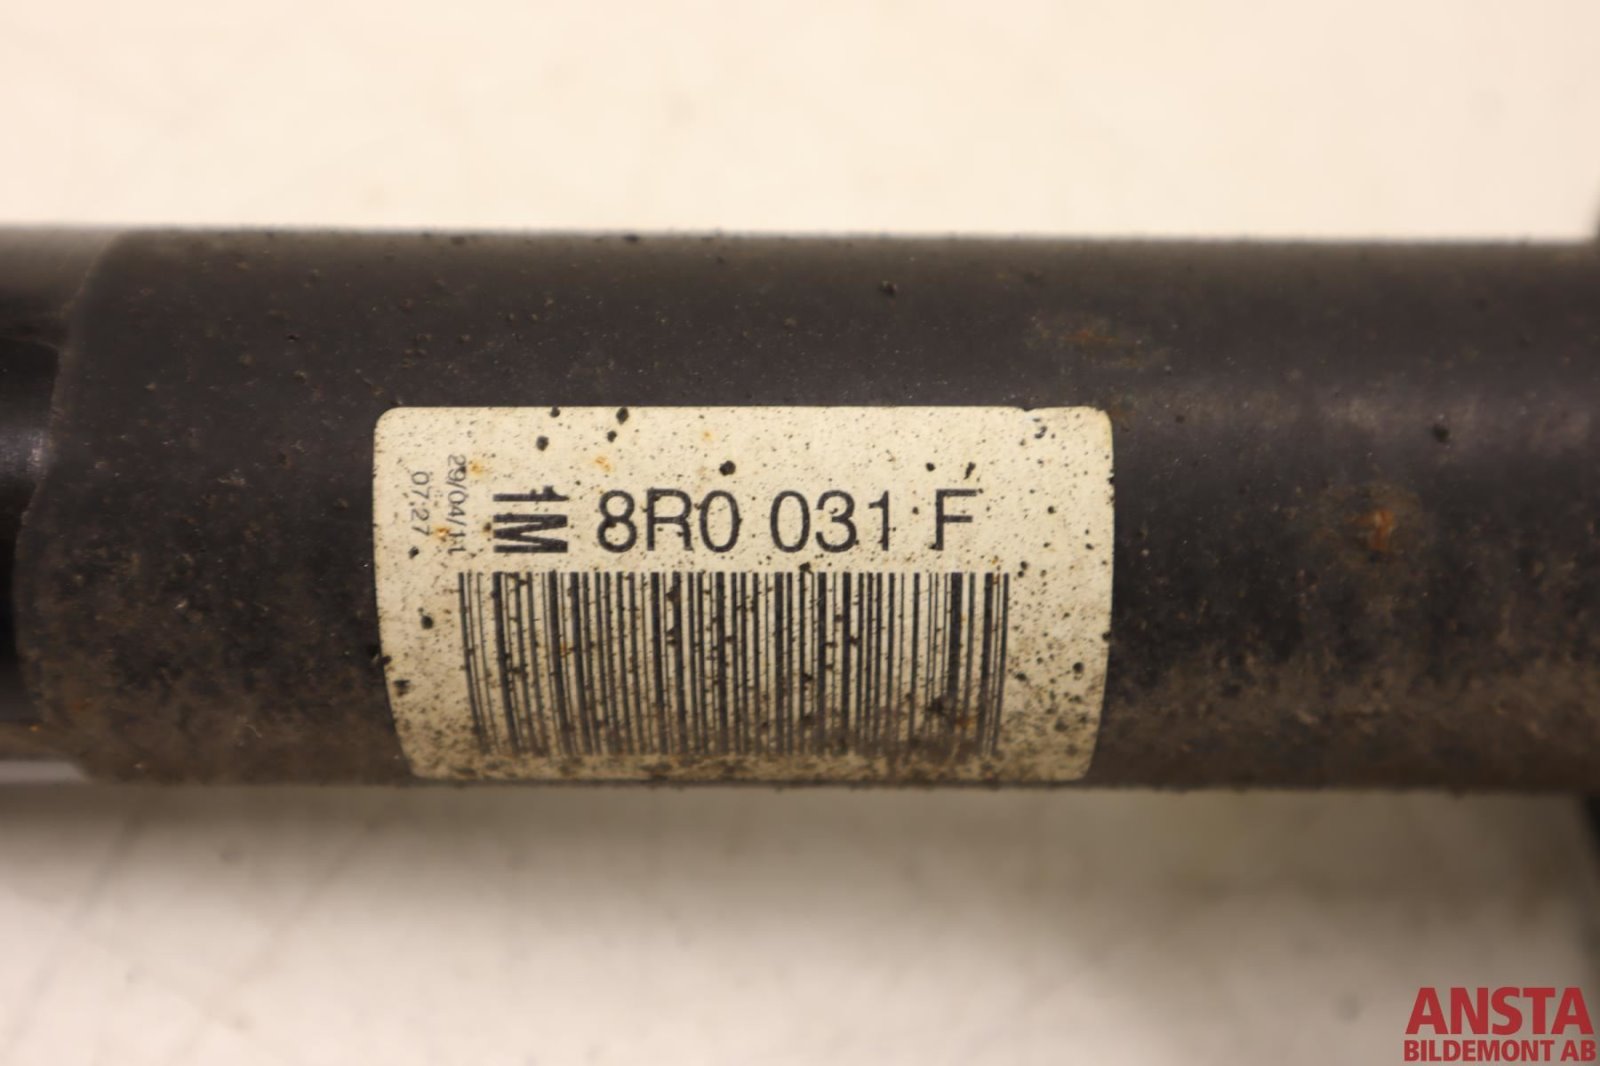 29/04/11
07:27
1M
8R0 031 F
ANSTA
BILDEMONT AB